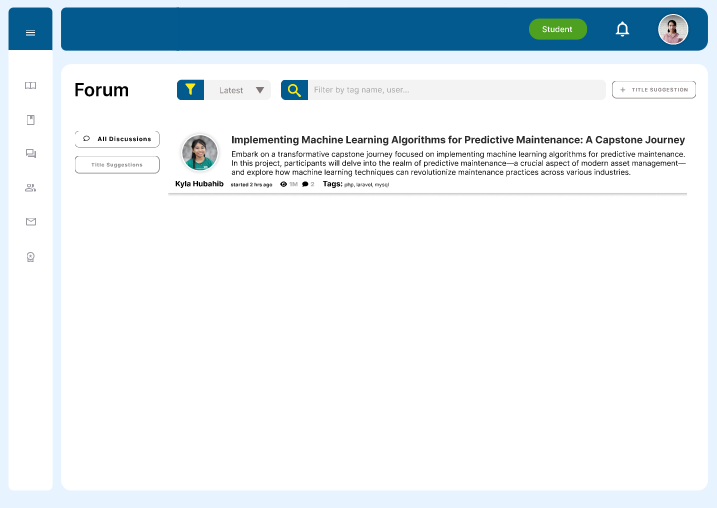 Student
Forum
Latest
Filter by tag name, user...
+ TITLE SUGGESTION
All Discussions
Title Suggestions
Implementing Machine Learning Algorithms for Predictive Maintenance: A Capstone Journey
Embark on a transformative capstone journey focused on implementing machine learning algorithms for predictive maintenance.
In this project, participants will delve into the realm of predictive maintenance—a crucial aspect of modern asset management—
and explore how machine learning techniques can revolutionize maintenance practices across various industries.
Kyla Hubahib started 2 hrs ago 1M 2 Tags: php, laravel, mysql